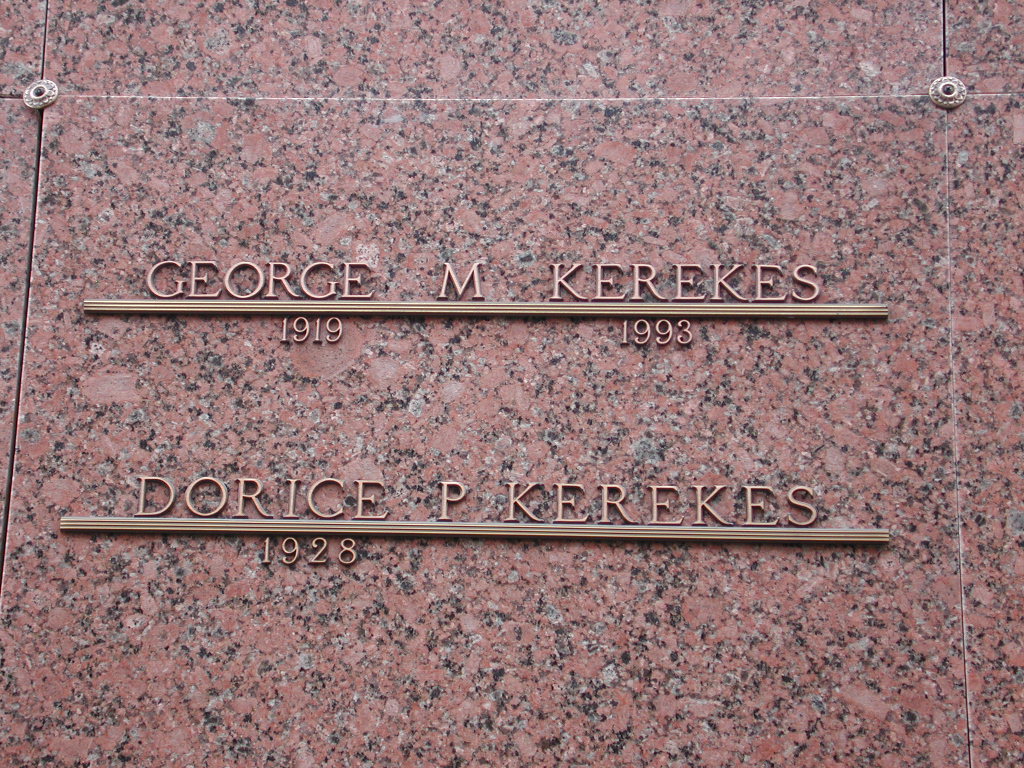 GEORGE M KEREKES
1919 1993
DORICE P KEREKES
1928